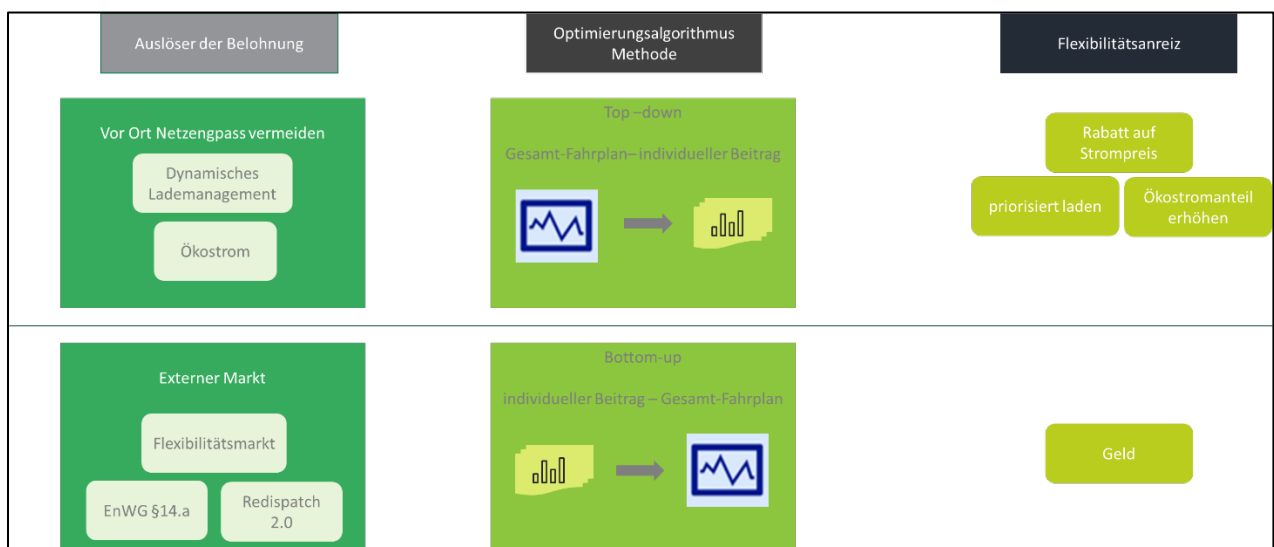 Auslöser der Belohnung
Optimierungsalgorithmus
Methode
Flexibilitätsanreiz
Vor Ort Netzengpass vermeiden
Dynamisches
Lademanagement
Ökostrom
Top –down
Gesamt-Fahrplan– individueller Beitrag
Rabatt auf
Strompreis
priorisiert laden
Ökostromanteil
erhöhen
Externer Markt
Flexibilitätsmarkt
EnWG §14.a
Redispatch
2.0
Bottom-up
individueller Beitrag – Gesamt-Fahrplan
Geld